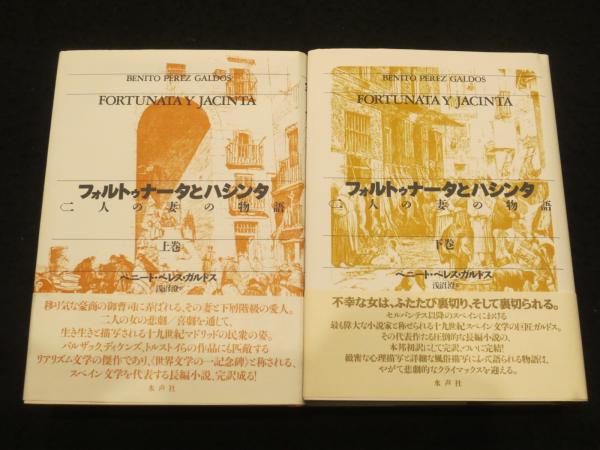 BENITO PEREZ GALDOS
FORTUNATA Y JACINTA
フォルトゥナータとハシンタ
二人の妻の物語
上巻
ベニート・ペレス・ガルドス
浅沼澄
移り気な豪商の御曹司に弄ばれる、その妻と下層階級の愛人。
二人の女の悲劇／喜劇を通して、
生き生きと描写される十九世紀マドリッドの民衆の姿。
バルザック、ディケンズ、トルストイらの作品にも匹敵する
リアリズム文学の傑作であり、〈世界文学の一記念碑〉と称される、
スペイン文学を代表する長編小説、完訳成る！
水声社
BENITO PEREZ GALDOS
FORTUNATA Y JACINTA
フォルトゥナータとハシンタ
二人の妻の物語
下巻
ベニート・ペレス・ガルドス
浅沼澄
不幸な女は、ふたたび裏切り、そして裏切られる。
セルバンテス以降のスペインにおける
最も偉大な小説家と称せられる十九世紀スペイン文学の巨匠ガルドス。
その代表作たる圧倒的な長編小説の、
本邦初訳にして完訳、ついに完結！
緻密な心理描写と詳細な風俗描写によって語られる物語は、
やがて悲劇的なクライマックスを迎える。
水声社